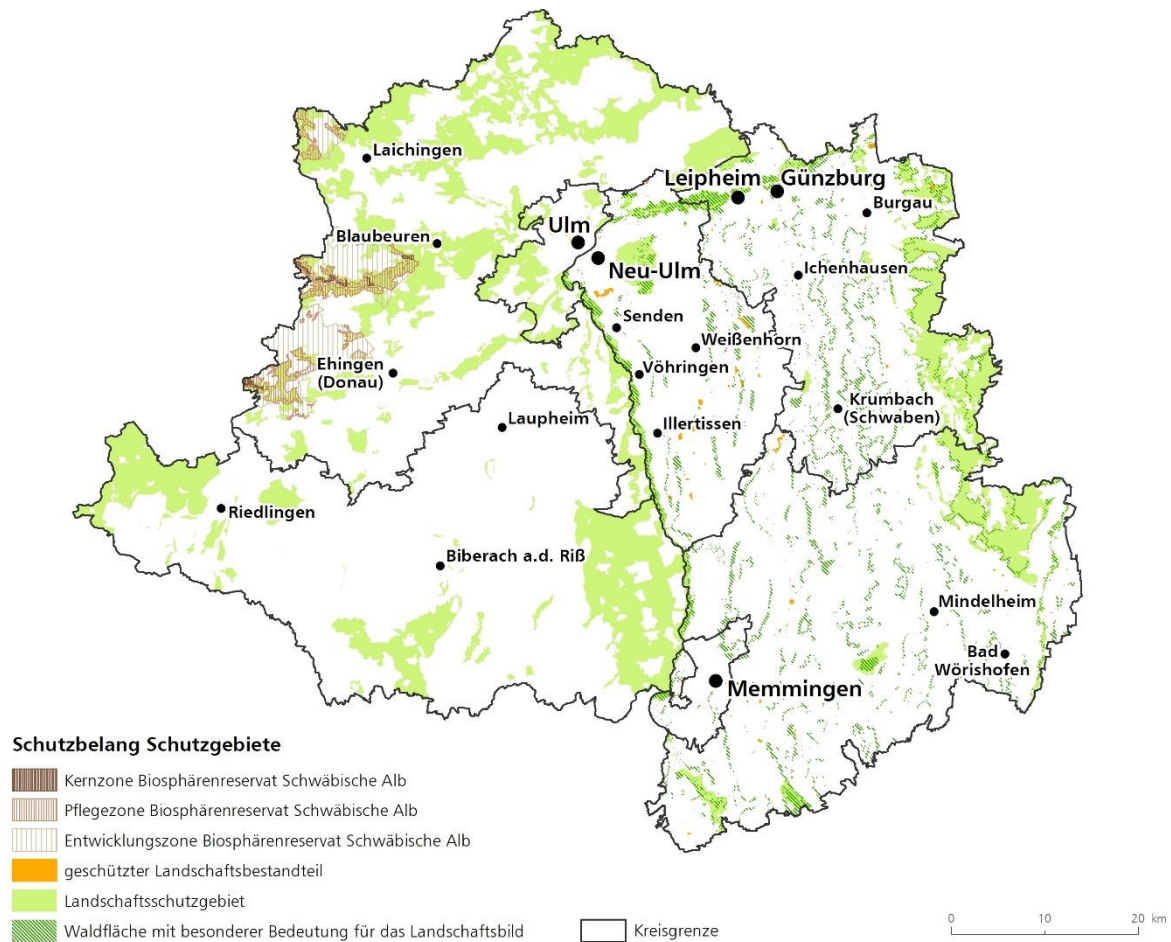 Laichingen
Leipheim
Günzburg
Burgau
Ulm
Blaubeuren
Neu-Ulm
Ichenhausen
Senden
Weißenhorn
Ehingen
(Donau)
Vöhringen
Krumbach
(Schwaben)
Laupheim
Illertissen
Riedlingen
Biberach a.d. Riß
Mindelheim
Bad
Wörishofen
Memmingen
Schutzbelang Schutzgebiete
Kernzone Biosphärenreservat Schwäbische Alb
Pflegezone Biosphärenreservat Schwäbische Alb
Entwicklungszone Biosphärenreservat Schwäbische Alb
geschützter Landschaftsbestandteil
Landschaftsschutzgebiet
Waldfläche mit besonderer Bedeutung für das Landschaftsbild
Kreisgrenze
0 10 20 km